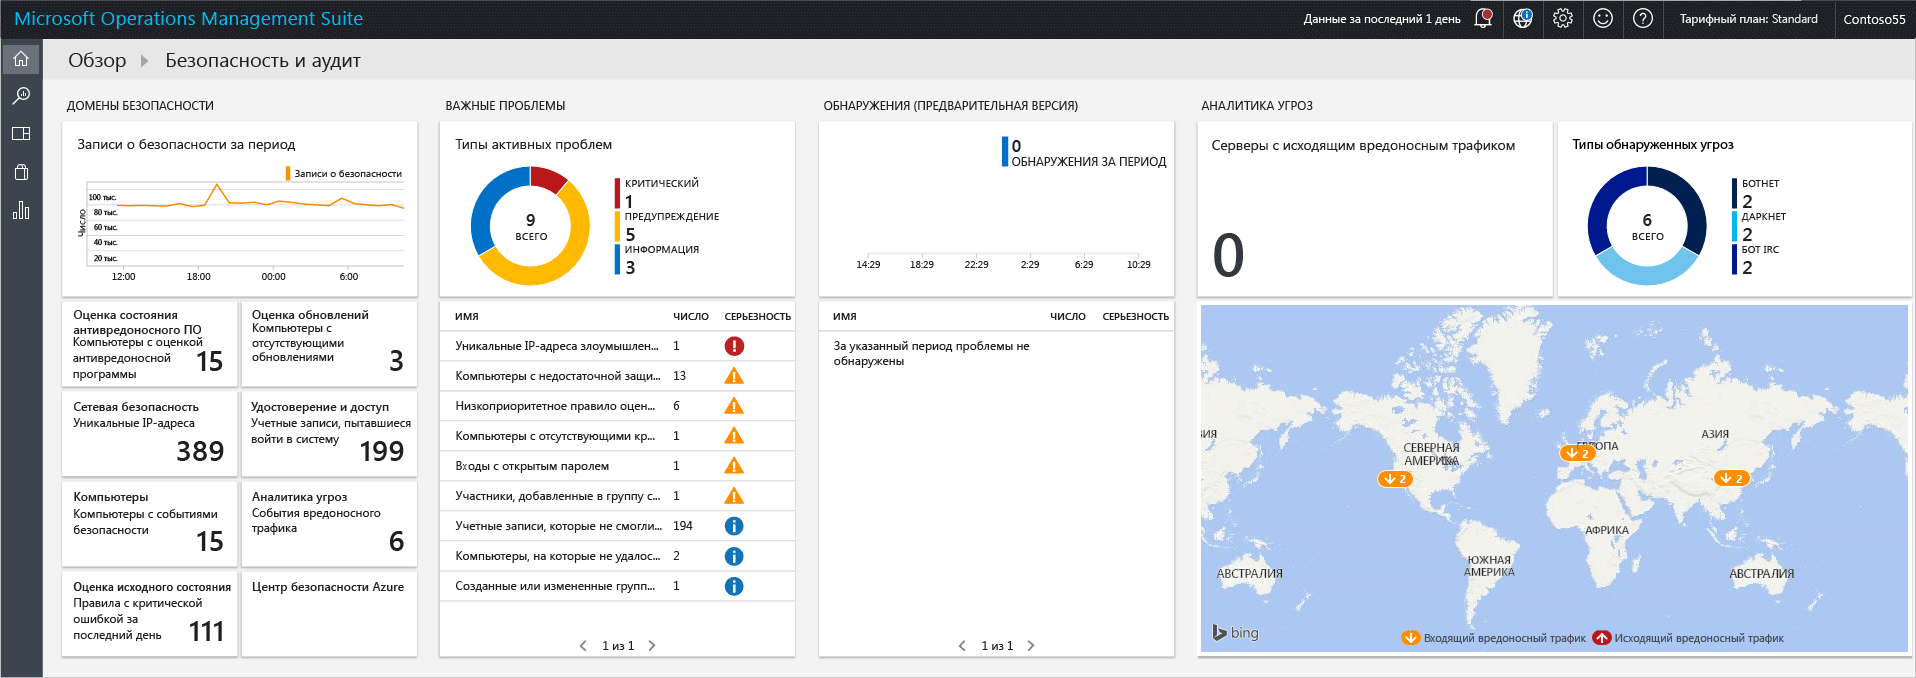 Microsoft Operations Management Suite
Данные за последний 1 день
Тарифный план: Standard
Contoso55
Обзор
Безопасность и аудит
ДОМЕНЫ БЕЗОПАСНОСТИ
Записи о безопасности за период
Записи о безопасности
Число
100 тыс.
80 тыс.
60 тыс.
40 тыс.
20 тыс.
12:00 18:00 00:00 6:00
Оценка состояния
антивредоносного ПО
Компьютеры с оценкой
антивредоносной
программы
15
Оценка обновлений
Компьютеры с
отсутствующими
обновлениями
3
Сетевая безопасность
Уникальные IP-адреса
389
Удостоверение и доступ
Учетные записи, пытавшиеся
войти в систему
199
Компьютеры
Компьютеры с событиями
безопасности
15
Аналитика угроз
События вредоносного
трафика
6
Оценка исходного состояния
Правила с критической
ошибкой за
последний день
111
Центр безопасности Azure
ВАЖНЫЕ ПРОБЛЕМЫ
Типы активных проблем
9
ВСЕГО
КРИТИЧЕСКИЙ
1
ПРЕДУПРЕЖДЕНИЕ
5
ИНФОРМАЦИЯ
3
ИМЯ ЧИСЛО СЕРЬЕЗНОСТЬ
Уникальные IP-адреса злоумышлен... 1
Компьютеры с недостаточной защи... 13
Низкоприоритетное правило оцен... 6
Компьютеры с отсутствующими кр... 1
Входы с открытым паролем 1
Участники, добавленные в группу с... 1
Учетные записи, которые не смогли... 194
Компьютеры, на которые не удалос... 2
Созданные или измененные групп... 1
1 из 1
ОБНАРУЖЕНИЯ (ПРЕДВАРИТЕЛЬНАЯ ВЕРСИЯ)
0
ОБНАРУЖЕНИЯ ЗА ПЕРИОД
14:29 18:29 22:29 2:29 6:29 10:29
ИМЯ ЧИСЛО СЕРЬЕЗНОСТЬ
За указанный период проблемы не
обнаружены
1 из 1
АНАЛИТИКА УГРОЗ
Серверы с исходящим вредоносным трафиком
0
Типы обнаруженных угроз
6
ВСЕГО
БОТНЕТ
2
ДАРКНЕТ
2
БОТ IRC
2
ЗИЯ
СЕВЕРНАЯ
АМЕРИКА
2
ЕВРОПА
2
АЗИЯ
2
АФРИКА
ЮЖНАЯ
АМЕРИКА
АВСТРАЛИЯ
АВСТРАЛИЯ
bing
Входящий вредоносный трафик
Исходящий вредоносный трафик